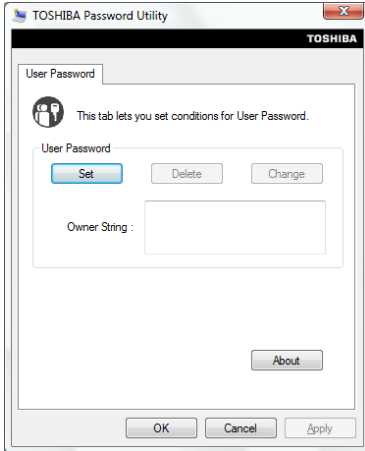 TOSHIBA Password Utility
TOSHIBA
User Password
This tab lets you set conditions for User Password.
User Password
Set Delete Change
Owner String :
About
OK Cancel Apply